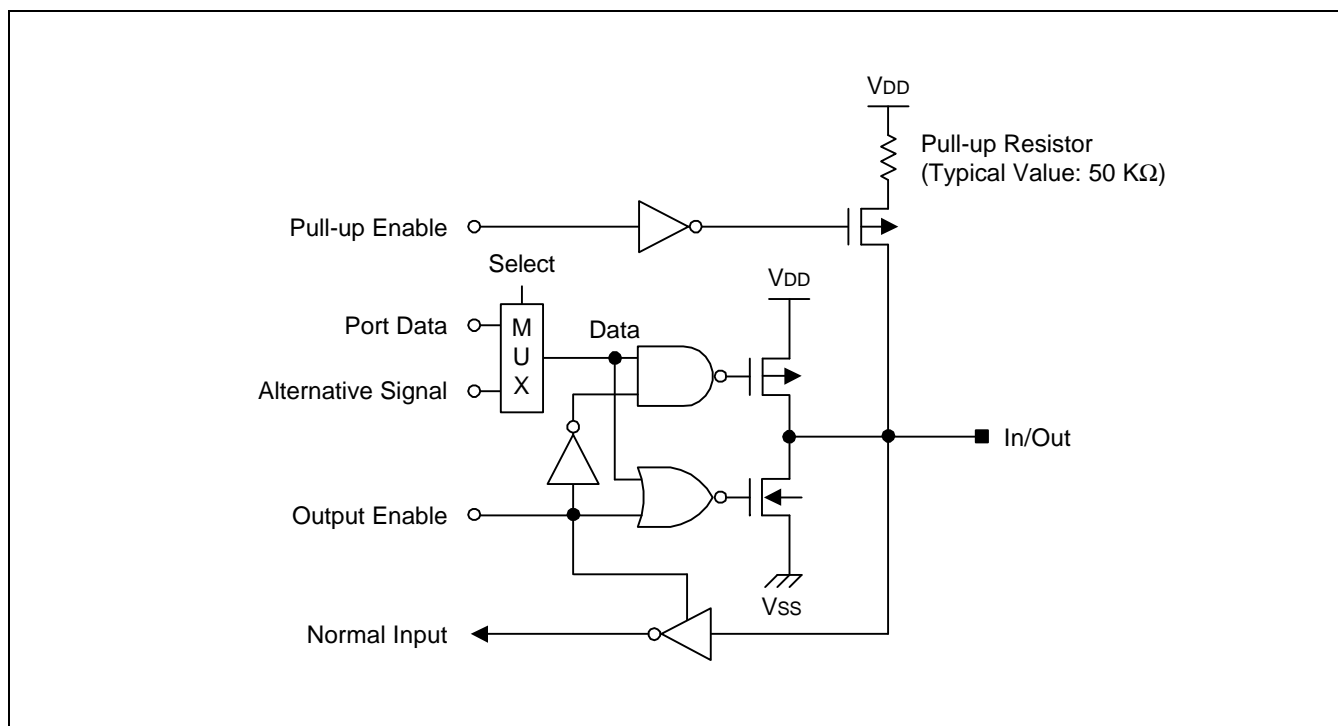 VDD
Pull-up Resistor
(Typical Value: 50 KΩ)
Pull-up Enable
Select
VDD
Port Data
M
U
X
Data
Alternative Signal
In/Out
Output Enable
VSS
Normal Input